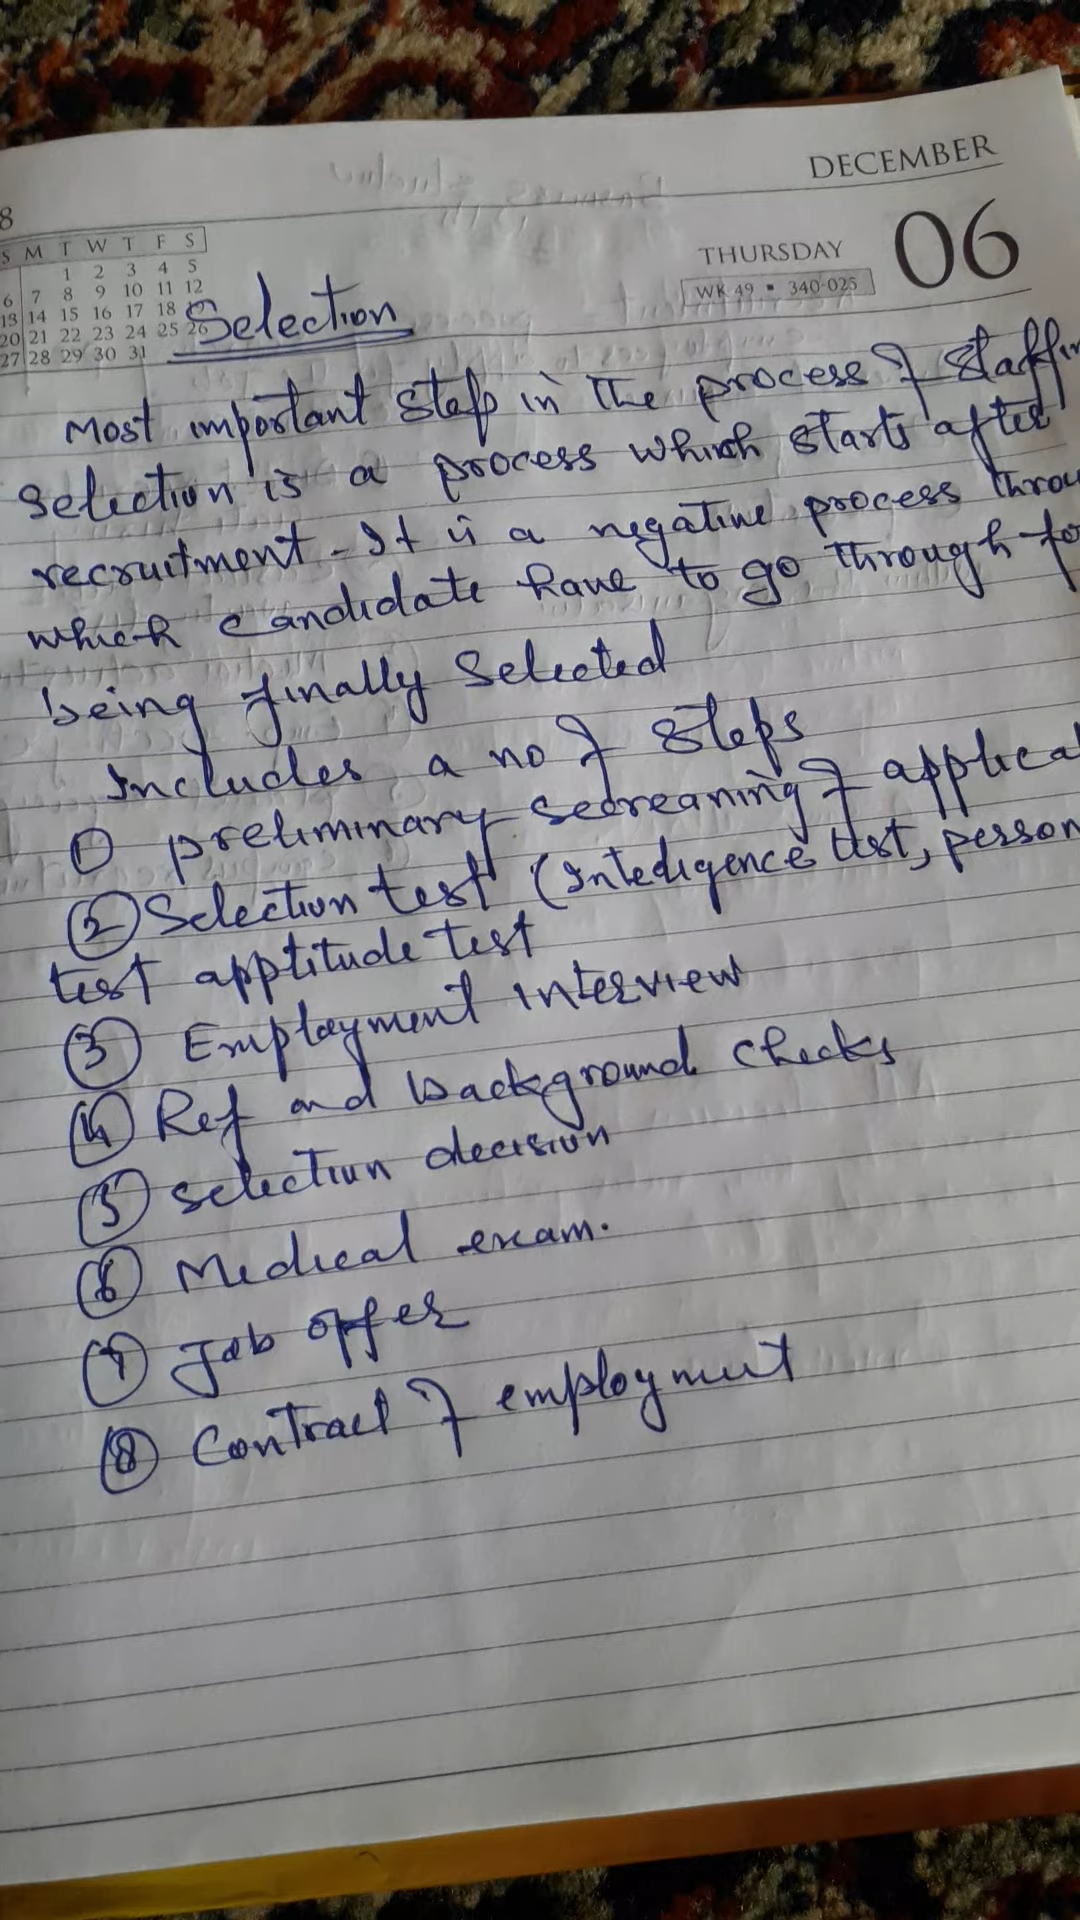 DECEMBER
8
THURSDAY 06
WK 49 • 340-025
S M T W T F S
1 2 3 4 5
6 7 8 9 10 11 12
13 14 15 16 17 18 19
20 21 22 23 24 25 26
27 28 29 30 31
Selection
Most important step in the process of Staffin
Selection is a process which starts after
recruitment. It is a negative process throu
which candidate have to go through for
being finally selected
Includes a no of steps
① preliminary secreaning of applica
② Selection test (Intedigence test, person
test apptitude test
③ Employment interview
④ Ref and background checks
⑤ Selection decision
⑥ Medical exam.
⑦ Job offer
⑧ Contract of employment